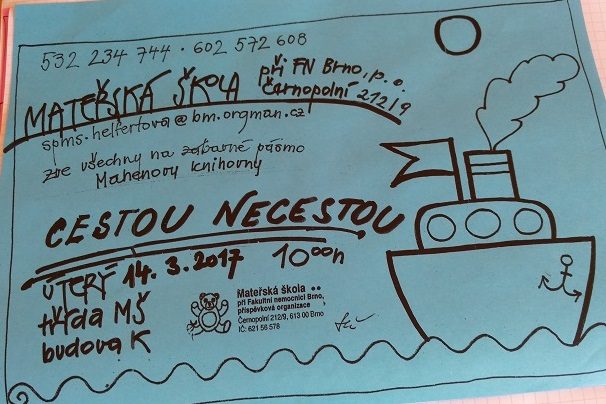 532 234 744 · 602 572 608
MATEŘSKÁ ŠKOLA při FN Brno, p.o.
Černopolní 212/9
spms.helfertova@bm.orgman.cz
zve všechny na zábavné pásmo
Mahenovy knihovny
CESTOU NECESTOU
ÚTERÝ 14.3.2017 10⁰⁰h
třída MŠ
budova K
Mateřská škola
při Fakultní nemocnici Brno,
příspěvková organizace
Černopolní 212/9, 613 00 Brno
IČ: 621 56 578